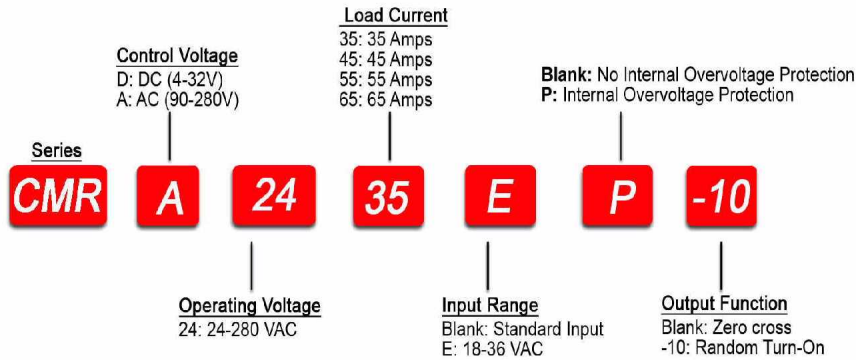 Load Current
35: 35 Amps
45: 45 Amps
55: 55 Amps
65: 65 Amps
Control Voltage
D: DC (4-32V)
A: AC (90-280V)
Blank: No Internal Overvoltage Protection
P: Internal Overvoltage Protection
Series
CMR A 24 35 E P -10
Operating Voltage
24: 24-280 VAC
Input Range
Blank: Standard Input
E: 18-36 VAC
Output Function
Blank: Zero cross
-10: Random Turn-On